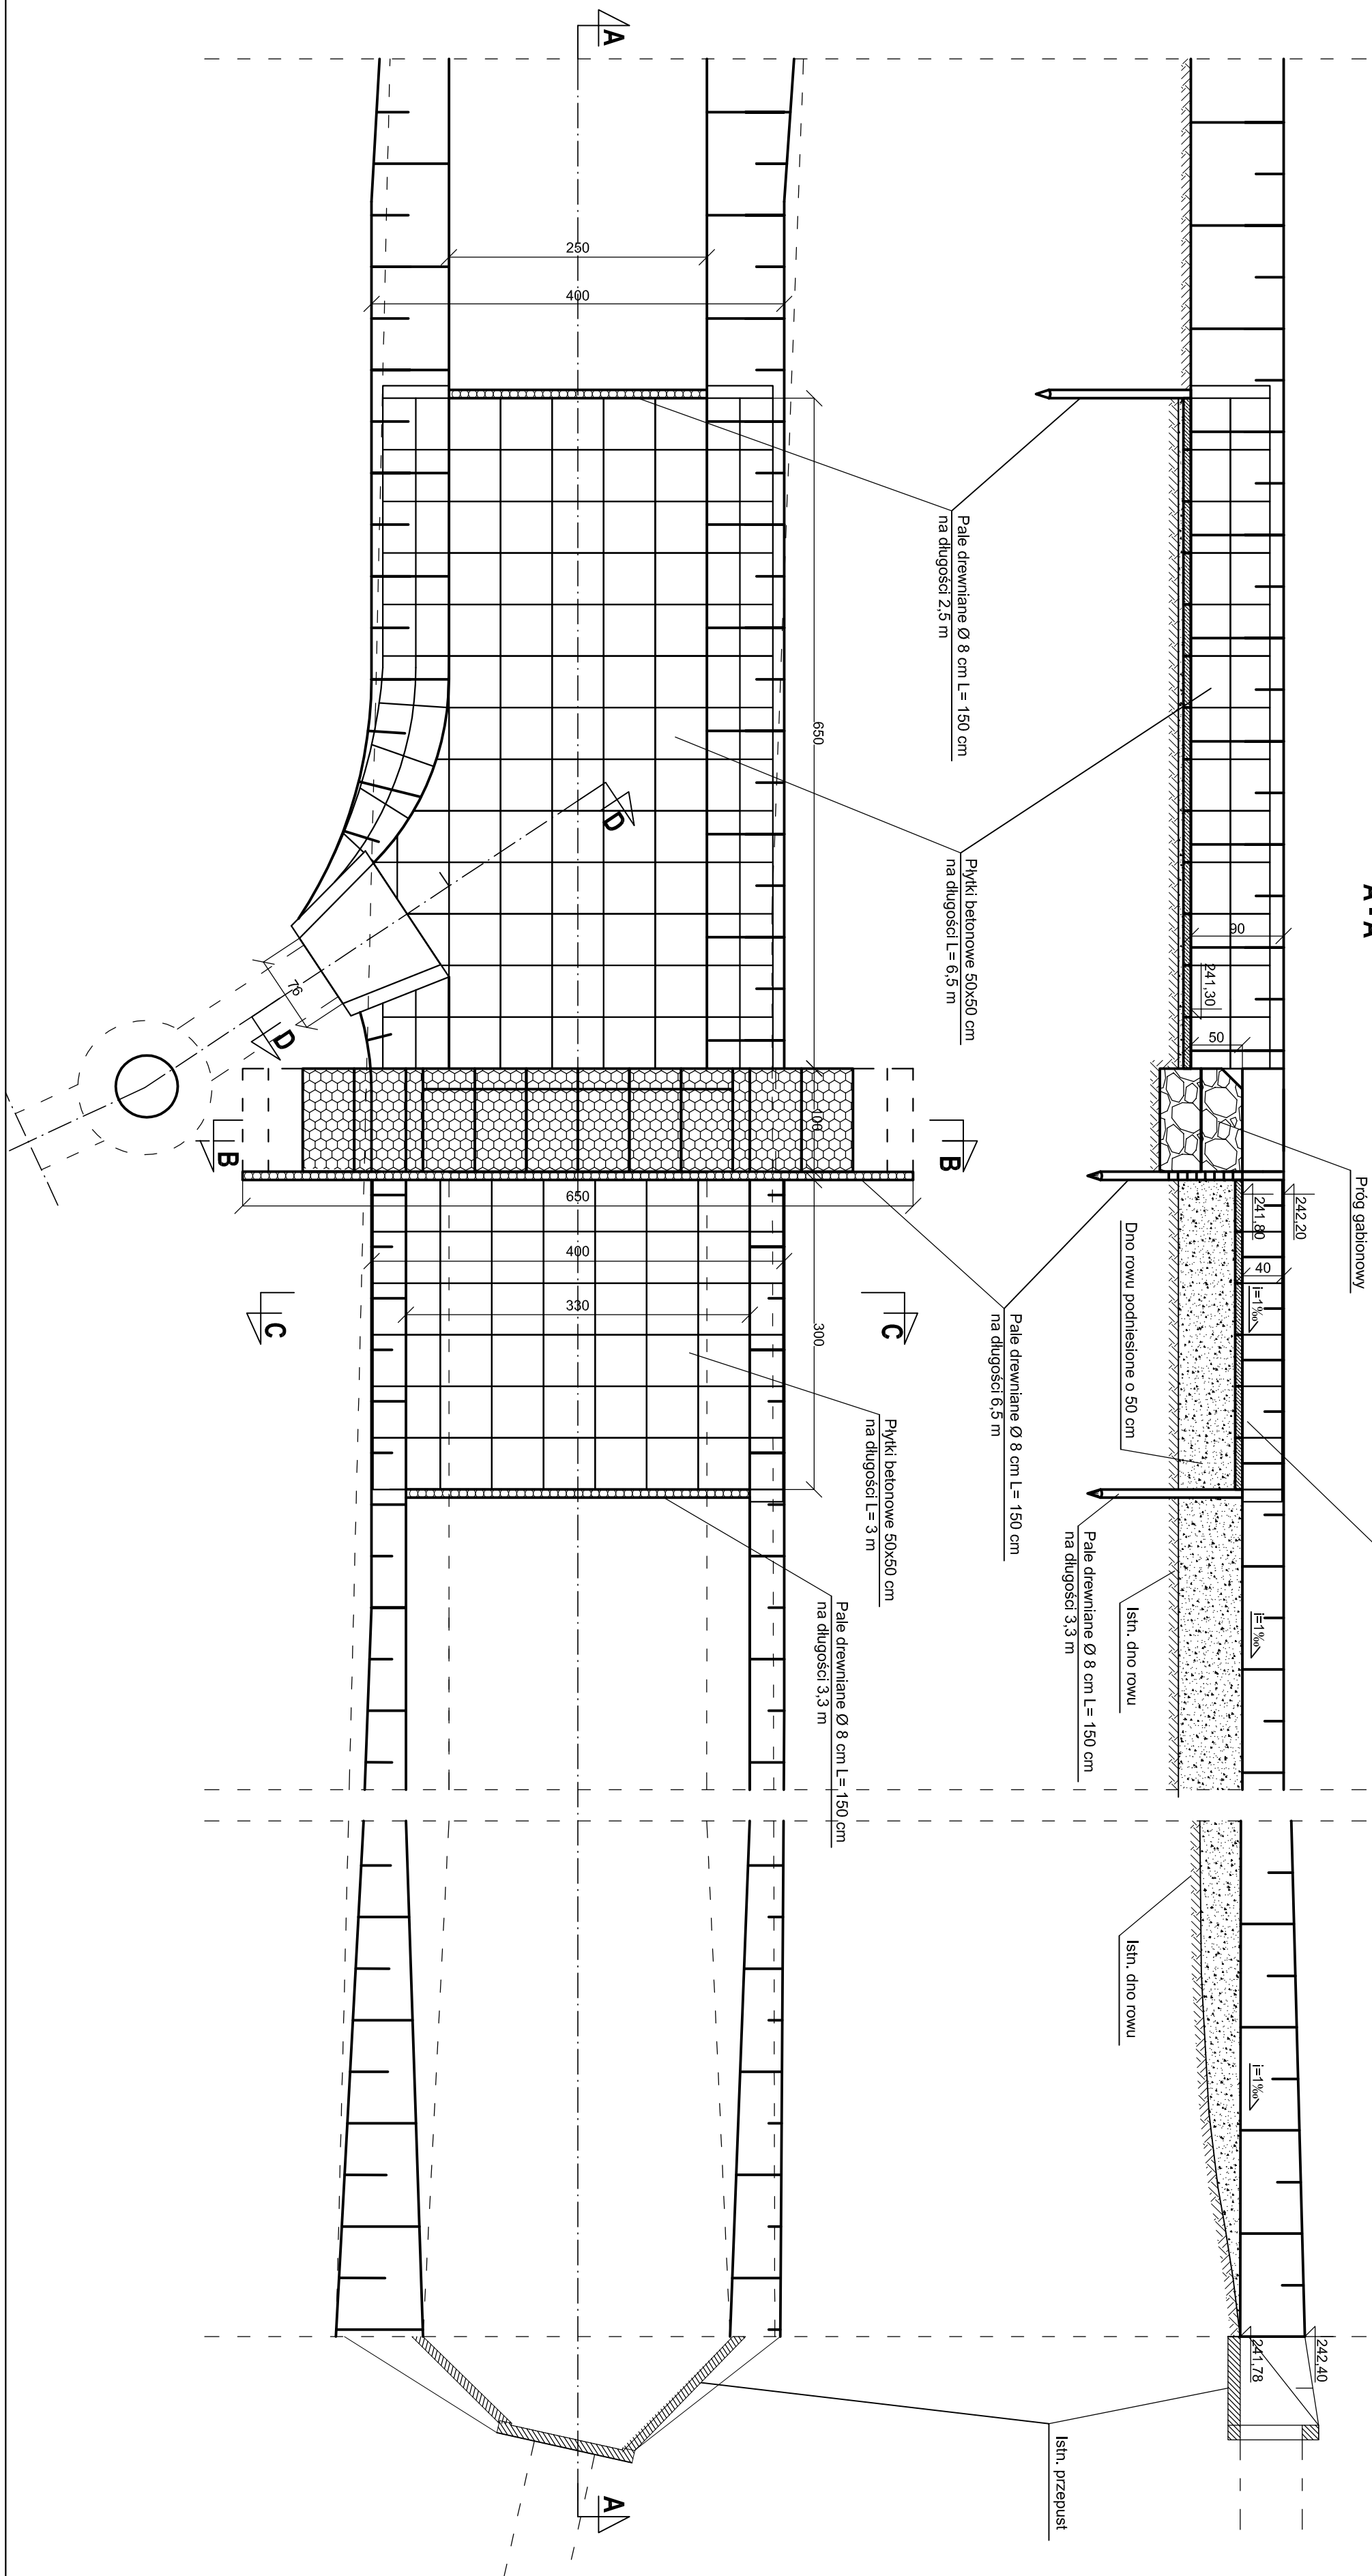 A - A
Próg gabionowy
242,20
241,80
40
i=1‰
90
241,30
50
Dno rowu podniesione o 50 cm
Pale drewniane Ø 8 cm L= 150 cm
na długości 2,5 m
Płytki betonowe 50x50 cm
na długości L= 6,5 m
Pale drewniane Ø 8 cm L= 150 cm
na długości 6,5 m
Pale drewniane Ø 8 cm L= 150 cm
na długości 3,3 m
Istn. dno rowu
i=1‰
Istn. dno rowu
i=1‰
242,40
241,78
Istn. przepust
Płytki betonowe 50x50 cm
na długości L= 3 m
Pale drewniane Ø 8 cm L= 150 cm
na długości 3,3 m
A
250
400
650
100
300
D
D
76
B
B
650
400
330
C
C
A